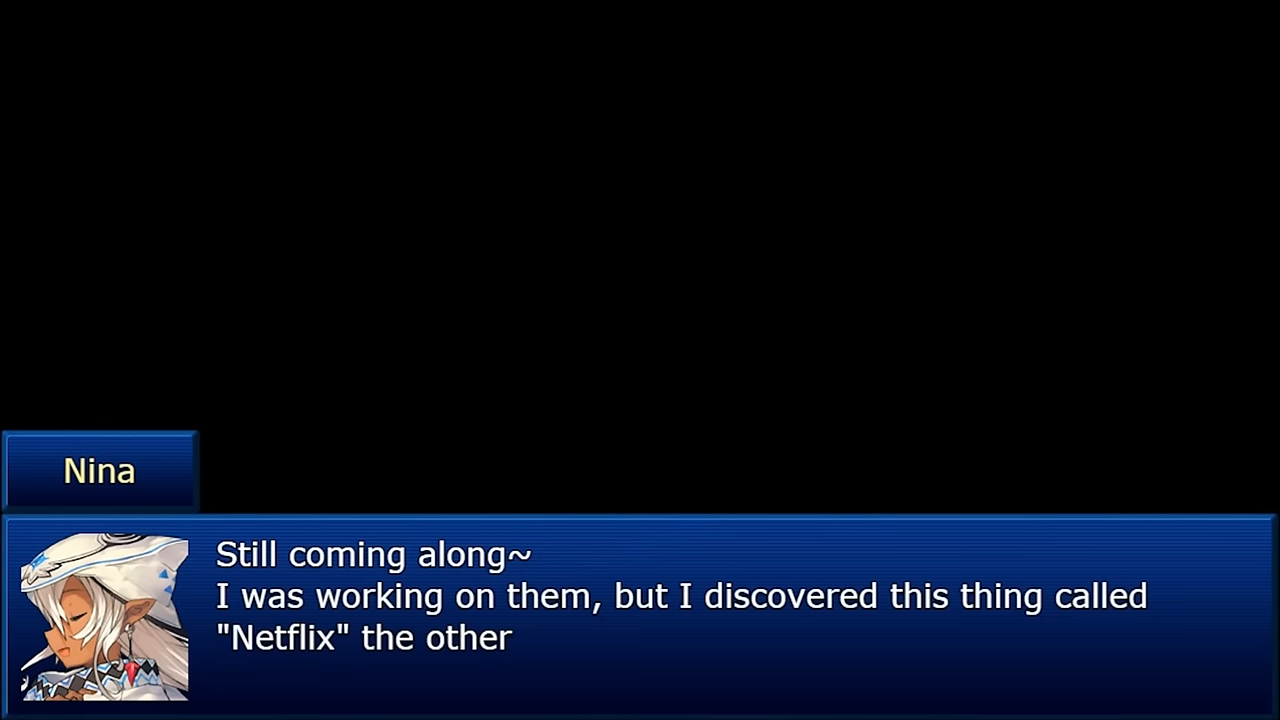 Nina
Still coming along~
I was working on them, but I discovered this thing called
"Netflix" the other